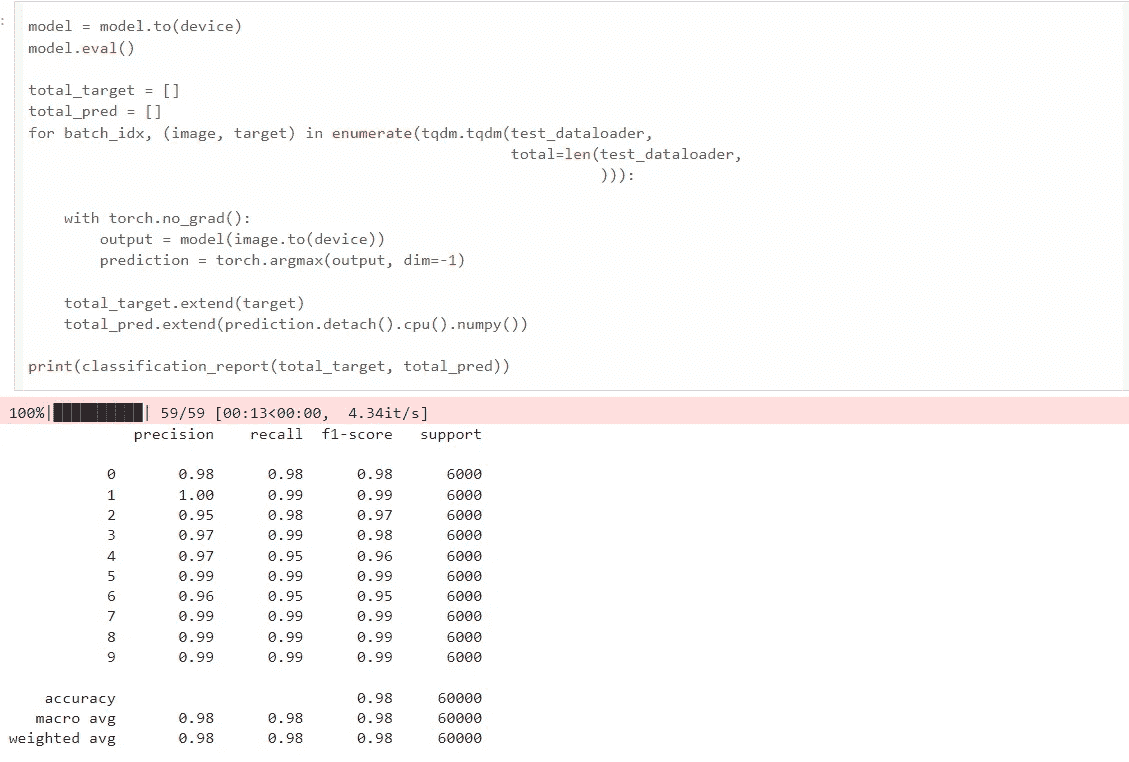 :
model = model.to(device)
model.eval()
total_target = []
total_pred = []
for batch_idx, (image, target) in enumerate(tqdm.tqdm(test_dataloader,
total=len(test_dataloader,
))):
with torch.no_grad():
output = model(image.to(device))
prediction = torch.argmax(output, dim=-1)
total_target.extend(target)
total_pred.extend(prediction.detach().cpu().numpy())
print(classification_report(total_target, total_pred))
100%|██████████| 59/59 [00:13<00:00, 4.34it/s]
precision recall f1-score support
0 0.98 0.98 0.98 6000
1 1.00 0.99 0.99 6000
2 0.95 0.98 0.97 6000
3 0.97 0.99 0.98 6000
4 0.97 0.95 0.96 6000
5 0.99 0.99 0.99 6000
6 0.96 0.95 0.95 6000
7 0.99 0.99 0.99 6000
8 0.99 0.99 0.99 6000
9 0.99 0.99 0.99 6000
accuracy 0.98 60000
macro avg 0.98 0.98 0.98 60000
weighted avg 0.98 0.98 0.98 60000